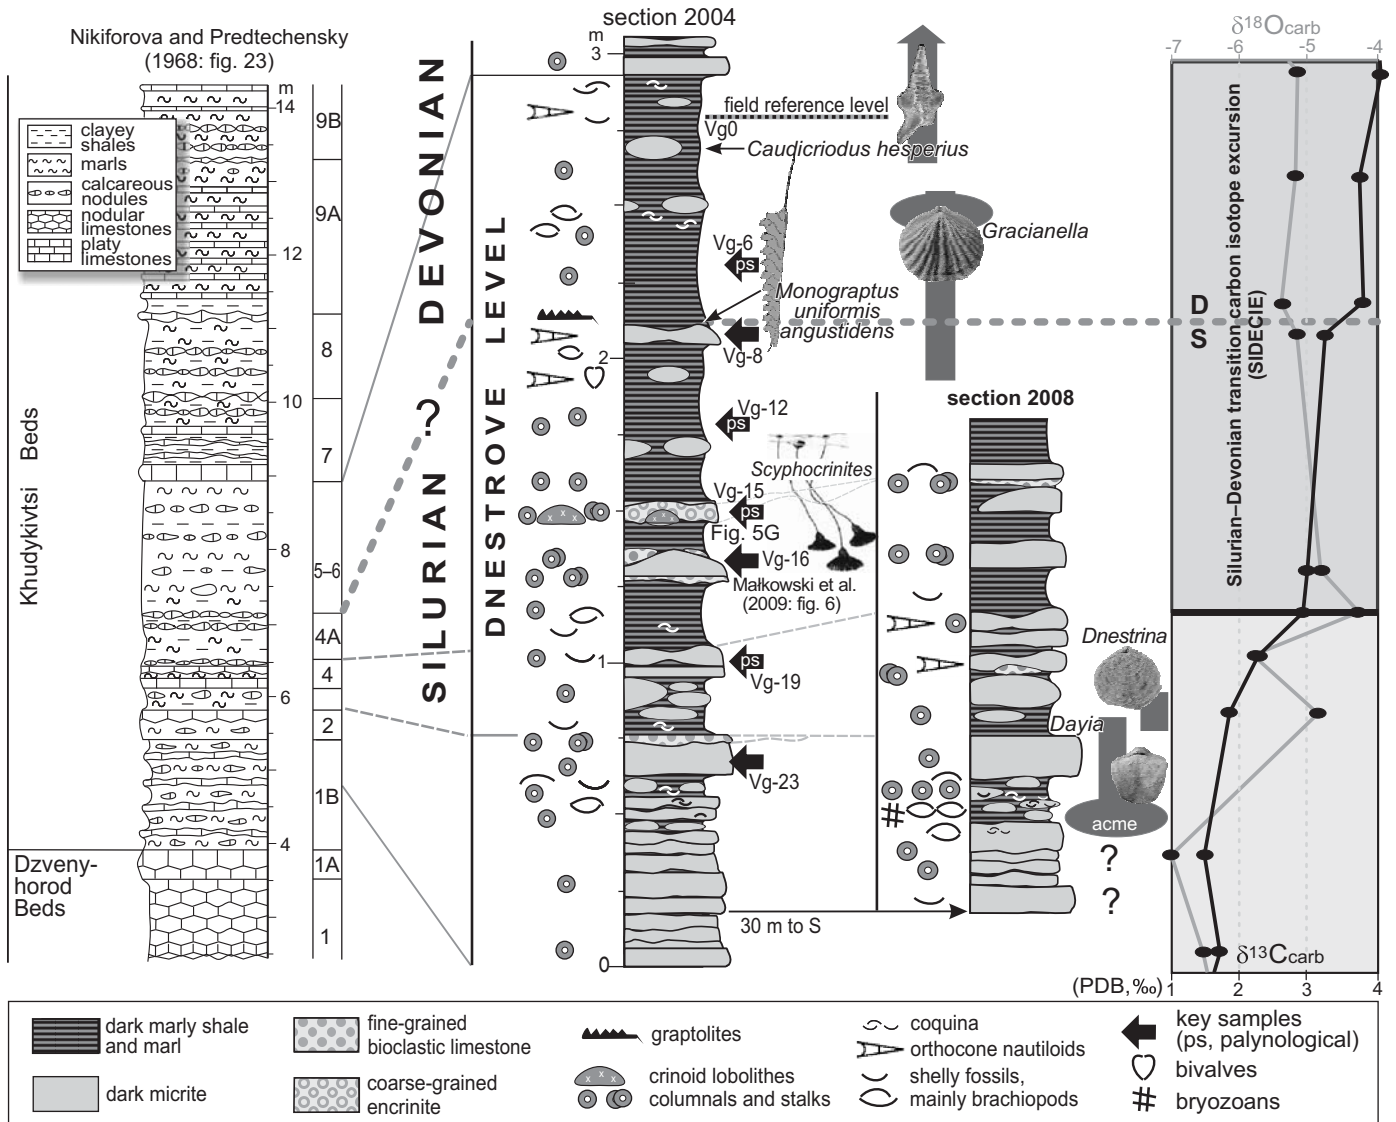 Nikiforova and Predtechensky
(1968: fig. 23)
m
14
12
10
8
6
4
clayey
shales
marls
calcareous
nodules
nodular
limestones
platy
limestones
9B
9A
8
7
5–6
4A
4
2
1B
1A
1
Khudykivtsi Beds
Dzveny-
horod
Beds
SILURIAN ? DEVONIAN
DNESTROVE LEVEL
section 2004
m
3
2
1
0
field reference level
Vg0
Caudicriodus hesperius
Gracianella
Vg-6
ps
Monograptus
uniformis
angustidens
Vg-8
Vg-12
ps
Scyphocrinites
Vg-15
ps
Fig. 5G
Vg-16
Małkowski et al.
(2009: fig. 6)
ps
Vg-19
Vg-23
30 m to S
section 2008
Dnestrina
Dayia
acme
?
?
δ18Ocarb
-7 -6 -5 -4
D
S
Silurian–Devonian transition carbon isotope excursion
(SIDECIE)
δ13Ccarb
(PDB,‰) 1 2 3 4
dark marly shale
and marl
dark micrite
fine-grained
bioclastic limestone
coarse-grained
encrinite
graptolites
crinoid lobolithes
columnals and stalks
coquina
orthocone nautiloids
shelly fossils,
mainly brachiopods
key samples
(ps, palynological)
bivalves
bryozoans